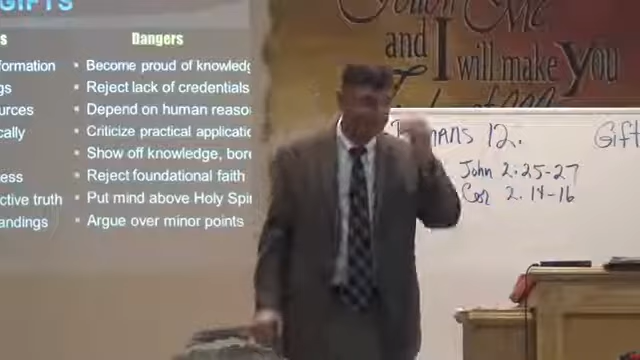 GIFTS
s
Dangers
formation
• Become proud of knowledg
gs
• Reject lack of credentials
urces
• Depend on human reaso
cally
• Criticize practical applicatio
• Show off knowledge, bore
ess
• Reject foundational faith
ctive truth
• Put mind above Holy Spir
andings
• Argue over minor points
Follow Me
and I will make you
12.
Gift
John 2:25-27
Cor 2. 14-16